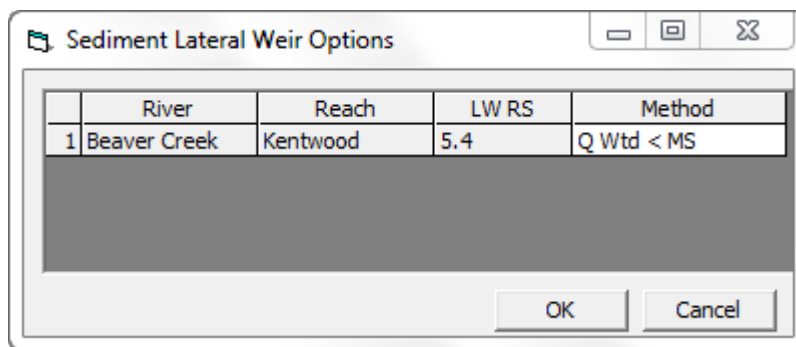 Sediment Lateral Weir Options
River Reach LW RS Method
1 Beaver Creek Kentwood 5.4 Q Wtd < MS
OK Cancel